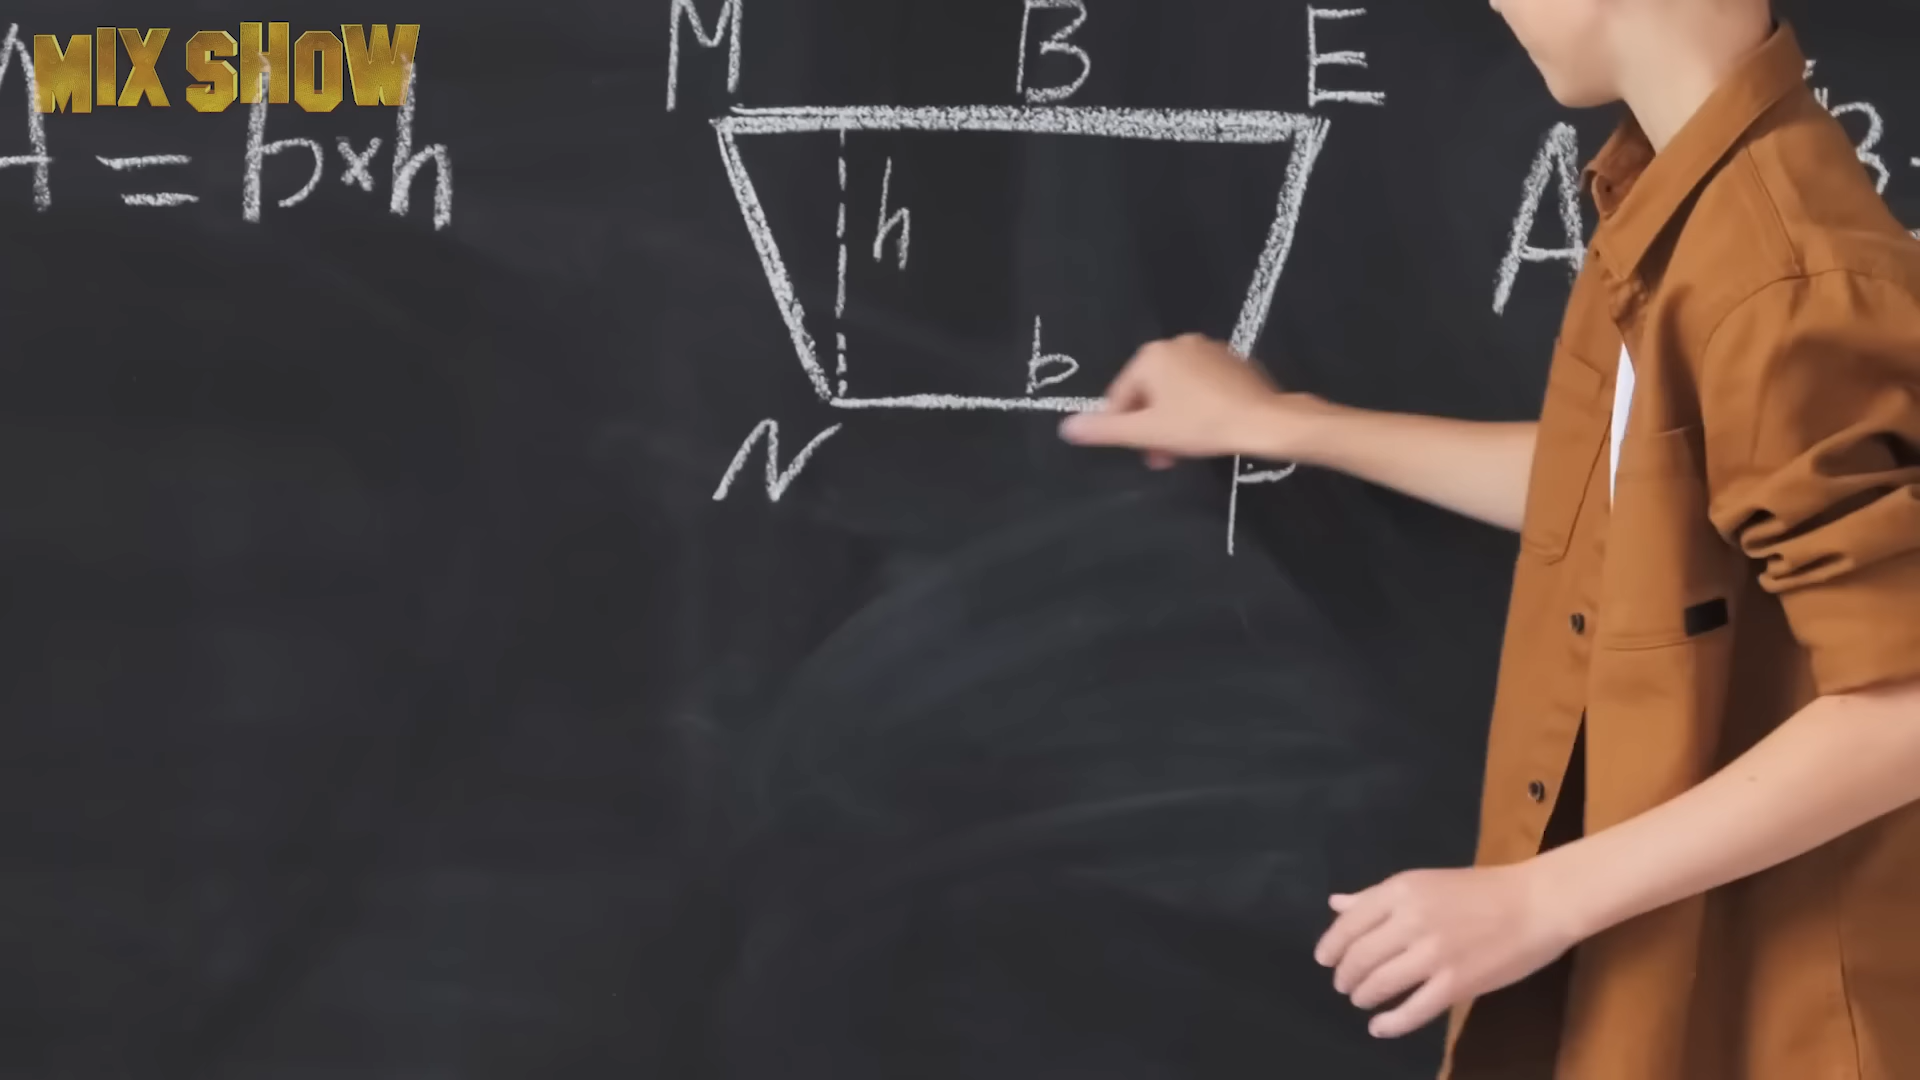 MIX SHOW
M B E
A = b×h
h
b
N P
A